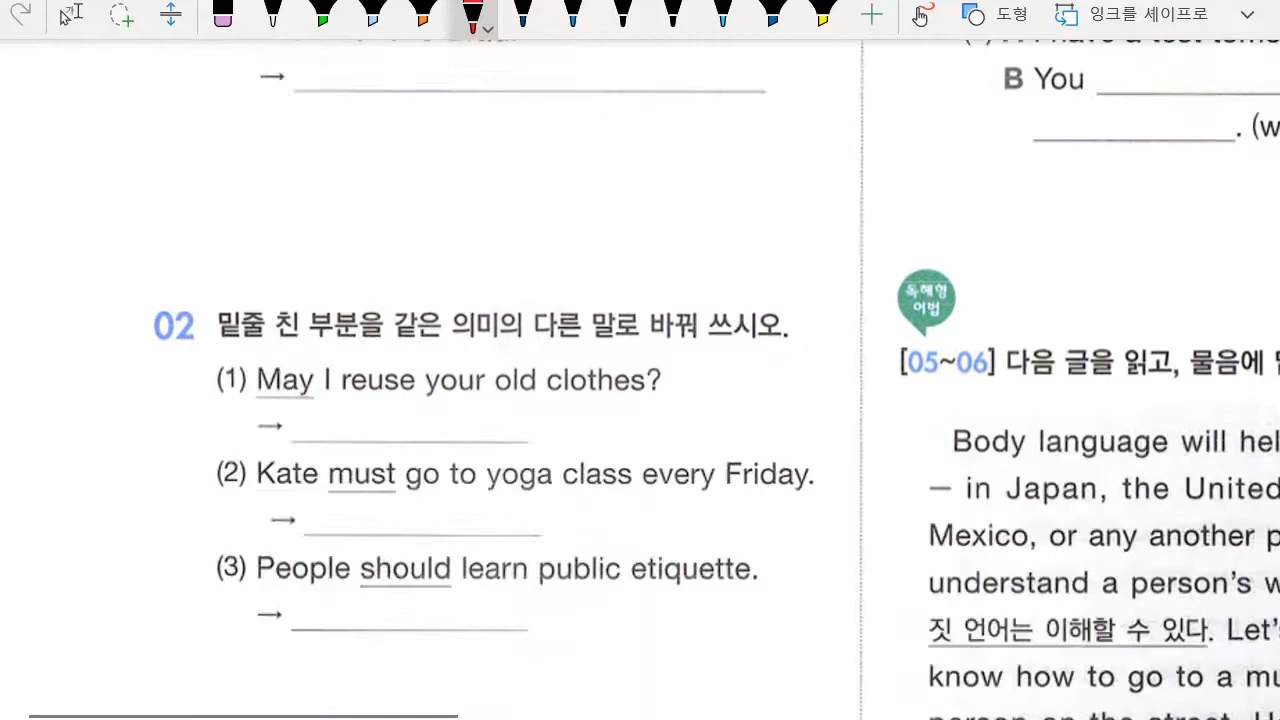 도형
잉크를 셰이프로
→
B You
. (w
02 밑줄 친 부분을 같은 의미의 다른 말로 바꿔 쓰시오.
(1) May I reuse your old clothes?
→
(2) Kate must go to yoga class every Friday.
→
(3) People should learn public etiquette.
→
독해형
어법
[05~06] 다음 글을 읽고, 물음에
Body language will hel
— in Japan, the United
Mexico, or any another p
understand a person's w
짓 언어는 이해할 수 있다. Let's
know how to go to a mu